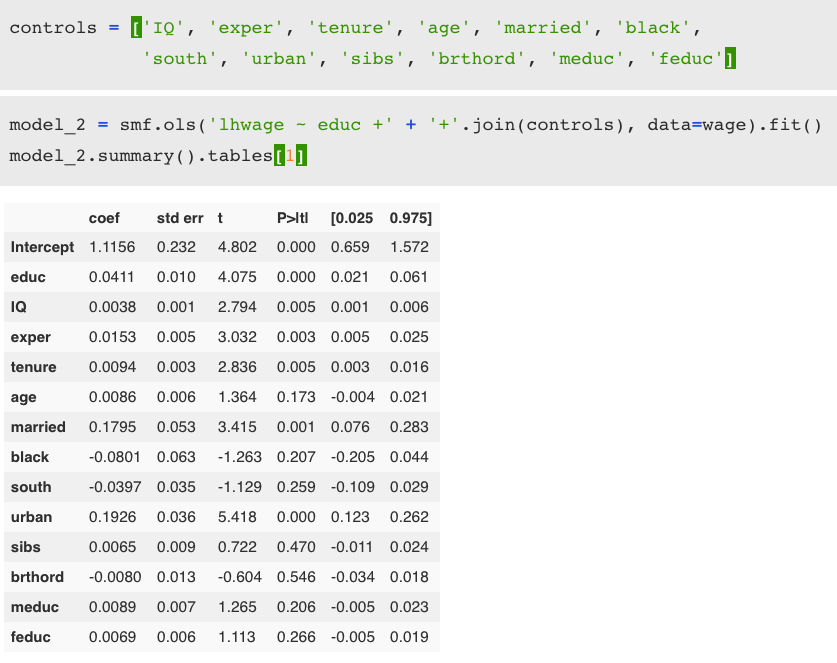 controls = ['IQ', 'exper', 'tenure', 'age', 'married', 'black',
'south', 'urban', 'sibs', 'brthord', 'meduc', 'feduc']
model_2 = smf.ols('lhwage ~ educ +' + '+'.join(controls), data=wage).fit()
model_2.summary().tables[1]
coef std err t P>|t| [0.025 0.975]
Intercept 1.1156 0.232 4.802 0.000 0.659 1.572
educ 0.0411 0.010 4.075 0.000 0.021 0.061
IQ 0.0038 0.001 2.794 0.005 0.001 0.006
exper 0.0153 0.005 3.032 0.003 0.005 0.025
tenure 0.0094 0.003 2.836 0.005 0.003 0.016
age 0.0086 0.006 1.364 0.173 -0.004 0.021
married 0.1795 0.053 3.415 0.001 0.076 0.283
black -0.0801 0.063 -1.263 0.207 -0.205 0.044
south -0.0397 0.035 -1.129 0.259 -0.109 0.029
urban 0.1926 0.036 5.418 0.000 0.123 0.262
sibs 0.0065 0.009 0.722 0.470 -0.011 0.024
brthord -0.0080 0.013 -0.604 0.546 -0.034 0.018
meduc 0.0089 0.007 1.265 0.206 -0.005 0.023
feduc 0.0069 0.006 1.113 0.266 -0.005 0.019